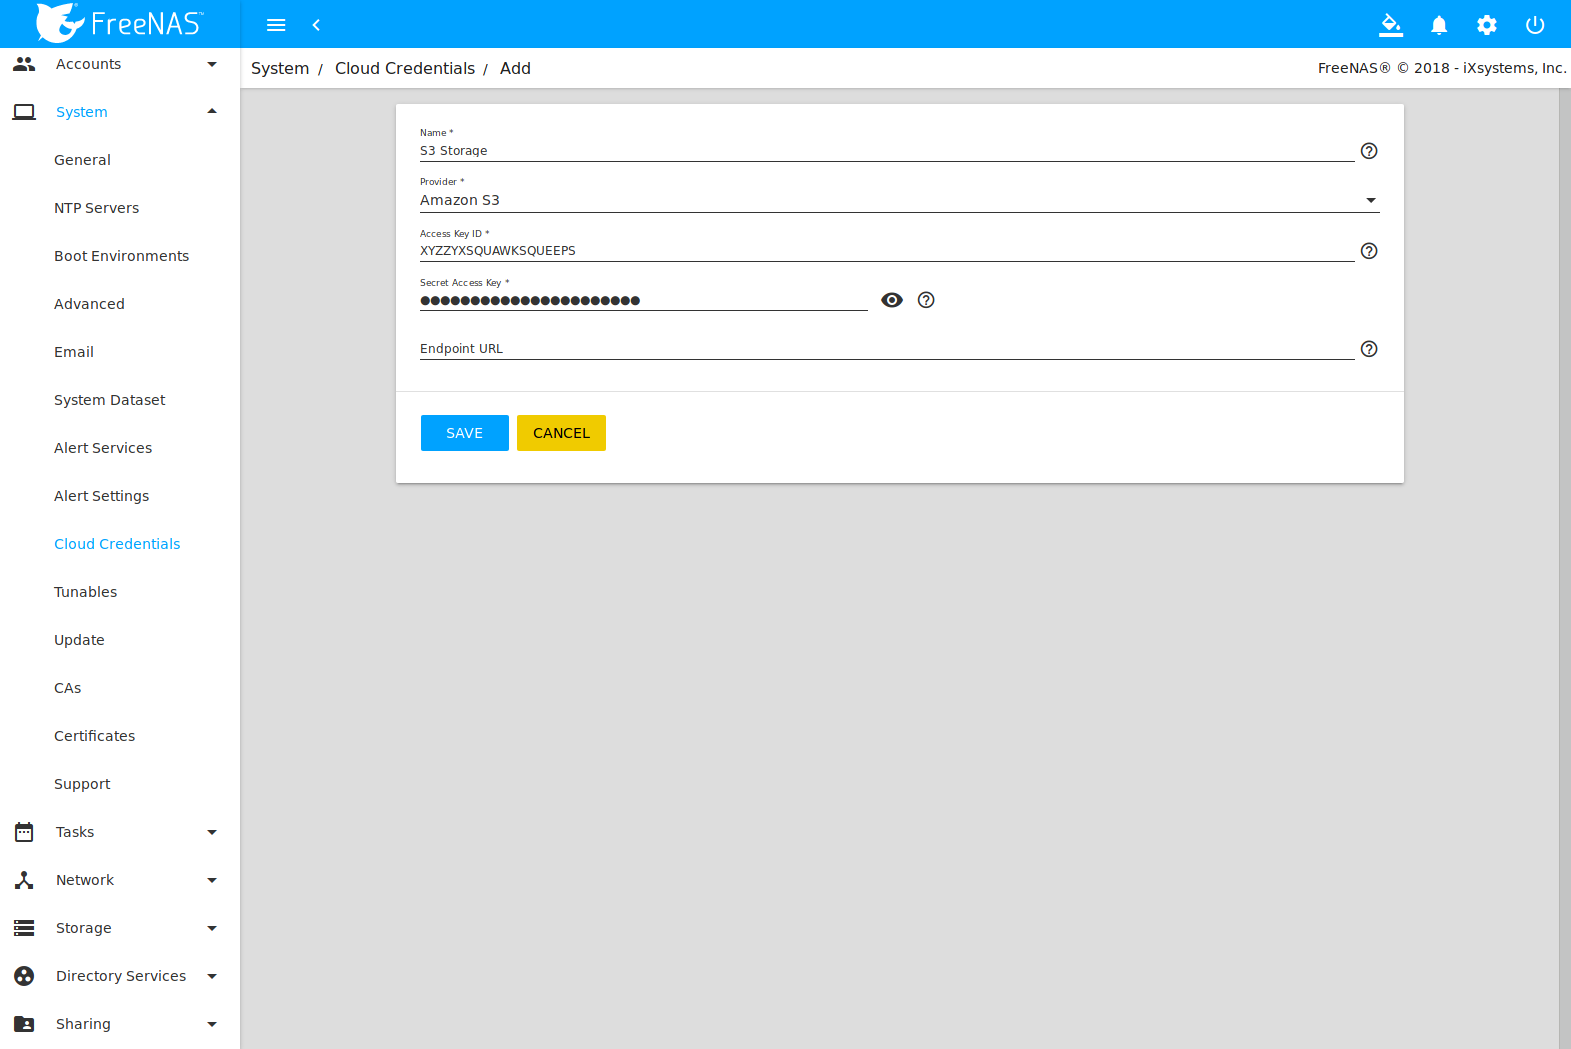 FreeNAS™
System / Cloud Credentials / Add
FreeNAS® © 2018 - iXsystems, Inc.
Accounts
System
General
NTP Servers
Boot Environments
Advanced
Email
System Dataset
Alert Services
Alert Settings
Cloud Credentials
Tunables
Update
CAs
Certificates
Support
Tasks
Network
Storage
Directory Services
Sharing
Name *
S3 Storage
Provider *
Amazon S3
Access Key ID *
XYZZYXSQUAWKSQUEEPS
Secret Access Key *
●●●●●●●●●●●●●●●●●●●●●●
Endpoint URL
SAVE CANCEL